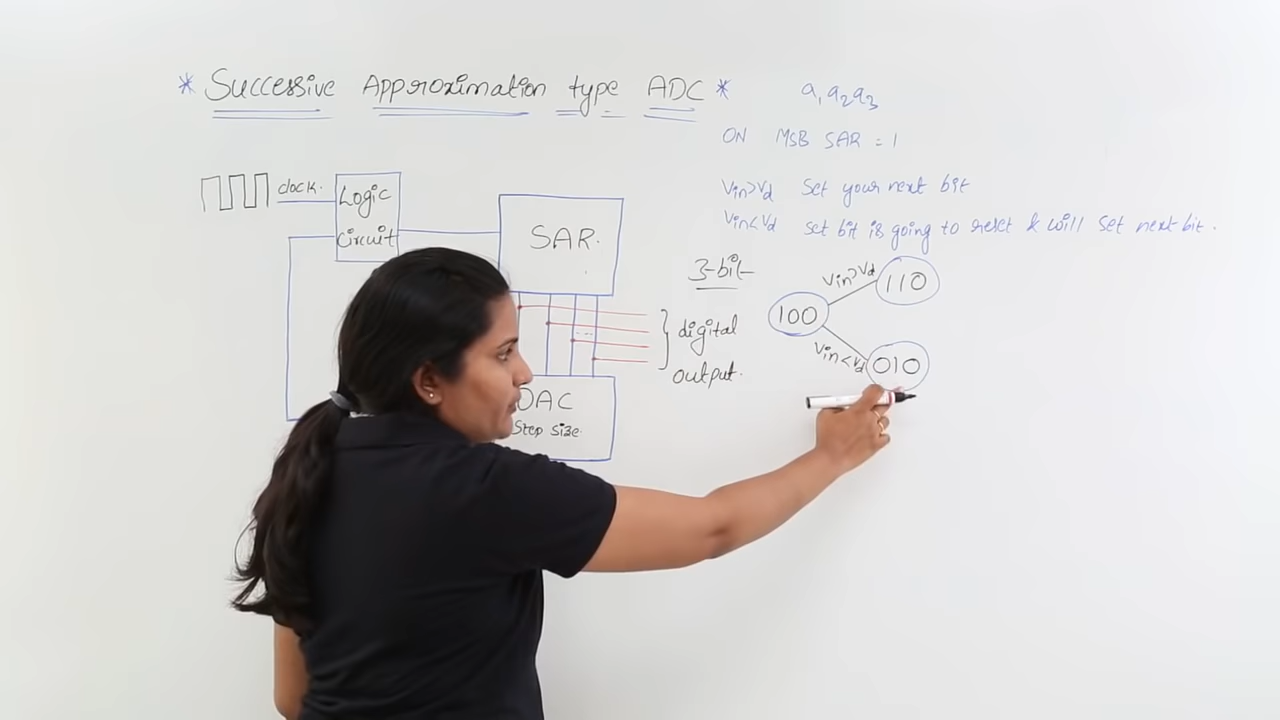 * Successive Approximation type ADC *
a₁a₂a₃
ON MSB SAR = 1
Vin>Vd Set your next bit
Vin<Vd set bit is going to reset & will set next bit.
clock.
Logic
circuit
SAR.
3-bit
Vin>Vd
110
100
Vin<Vd
010
digital
output.
DAC
Step size.